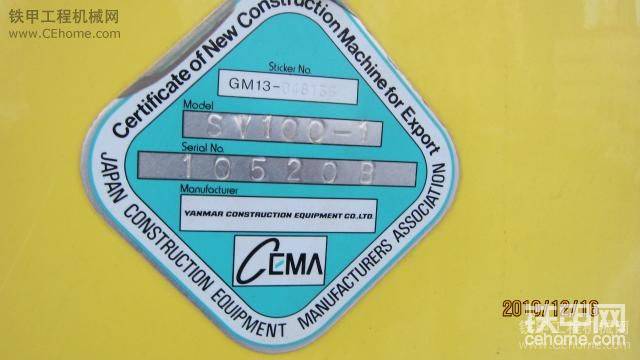 铁甲工程机械网
www.CEhome.com
Certificate of New Construction Machine for Export
Sticker No.
GM13-
Model
SV100-1
Serial No.
10520B
Manufacturer
YANMAR CONSTRUCTION EQUIPMENT CO.,LTD.
CEMA
JAPAN CONSTRUCTION EQUIPMENT MANUFACTURERS ASSOCIATION
铁甲网